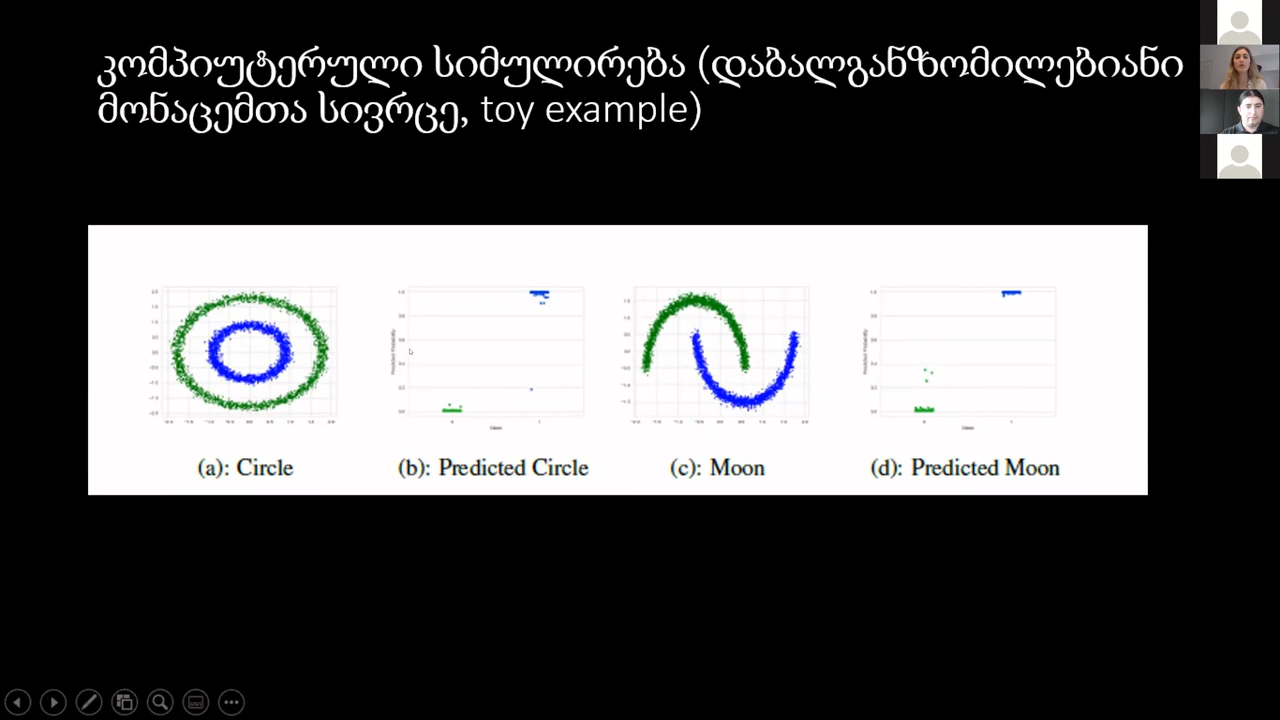 კომპიუტერული სიმულირება (დაბალგანზომილებიანი
მონაცემთა სივრცე, toy example)
(a): Circle
(b): Predicted Circle
(c): Moon
(d): Predicted Moon